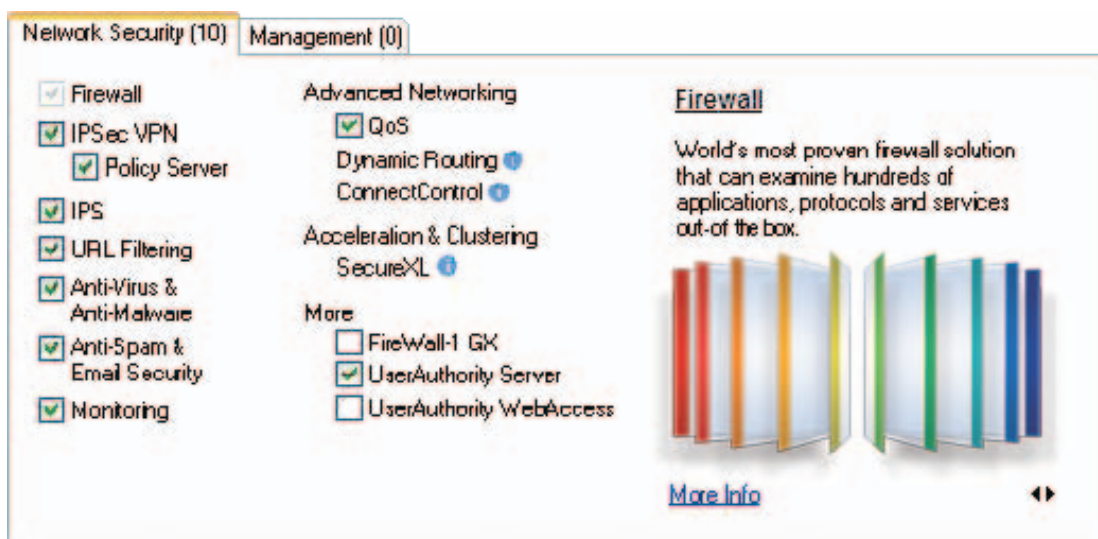 Network Security (10)
Management (0)
Firewall
IPSec VPN
Policy Server
IPS
URL Filtering
Anti-Virus &
Anti-Malware
Anti-Spam &
Email Security
Monitoring
Advanced Networking
QoS
Dynamic Routing
ConnectControl
Acceleration & Clustering
SecureXL
More
FireWall-1 GX
UserAuthority Server
UserAuthority WebAccess
Firewall
World's most proven firewall solution
that can examine hundreds of
applications, protocols and services
out-of the box.
More Info